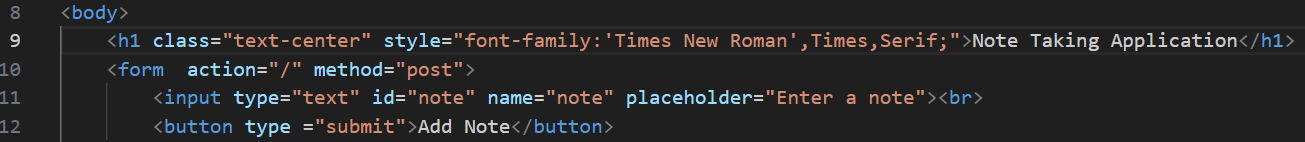 8 <body>
9 <h1 class="text-center" style="font-family:'Times New Roman',Times,Serif;">Note Taking Application</h1>
10 <form  action="/" method="post">
11 <input type="text" id="note" name="note" placeholder="Enter a note"><br>
12 <button type ="submit">Add Note</button>